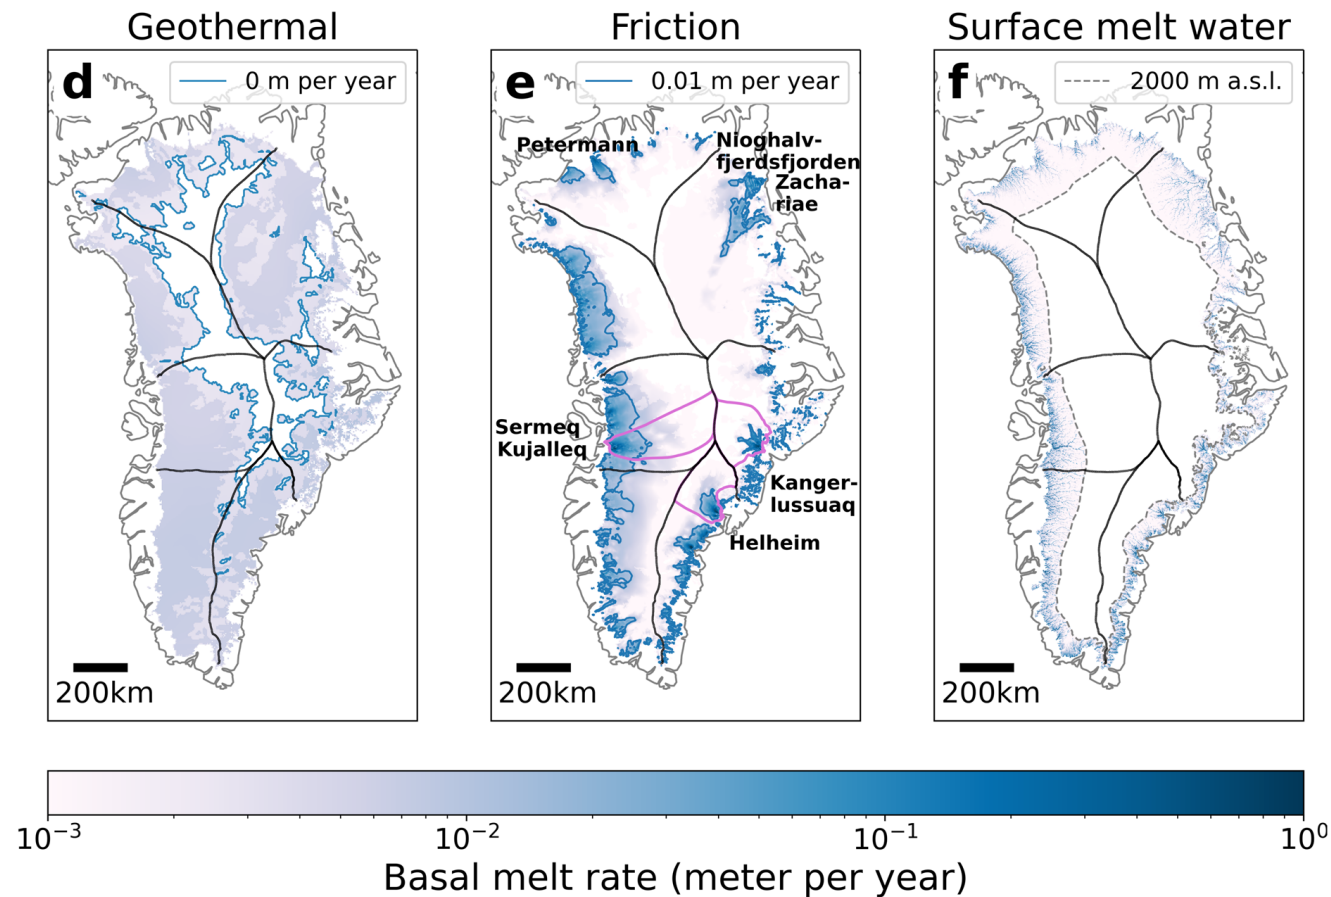 Geothermal
Friction
Surface melt water
d
0 m per year
e
0.01 m per year
f
2000 m a.s.l.
Petermann
Nioghalv-
fjerdsfjorden
Zacha-
riae
Sermeq
Kujalleq
Kanger-
lussuaq
Helheim
200km
200km
200km
10⁻³
10⁻²
10⁻¹
10⁰
Basal melt rate (meter per year)